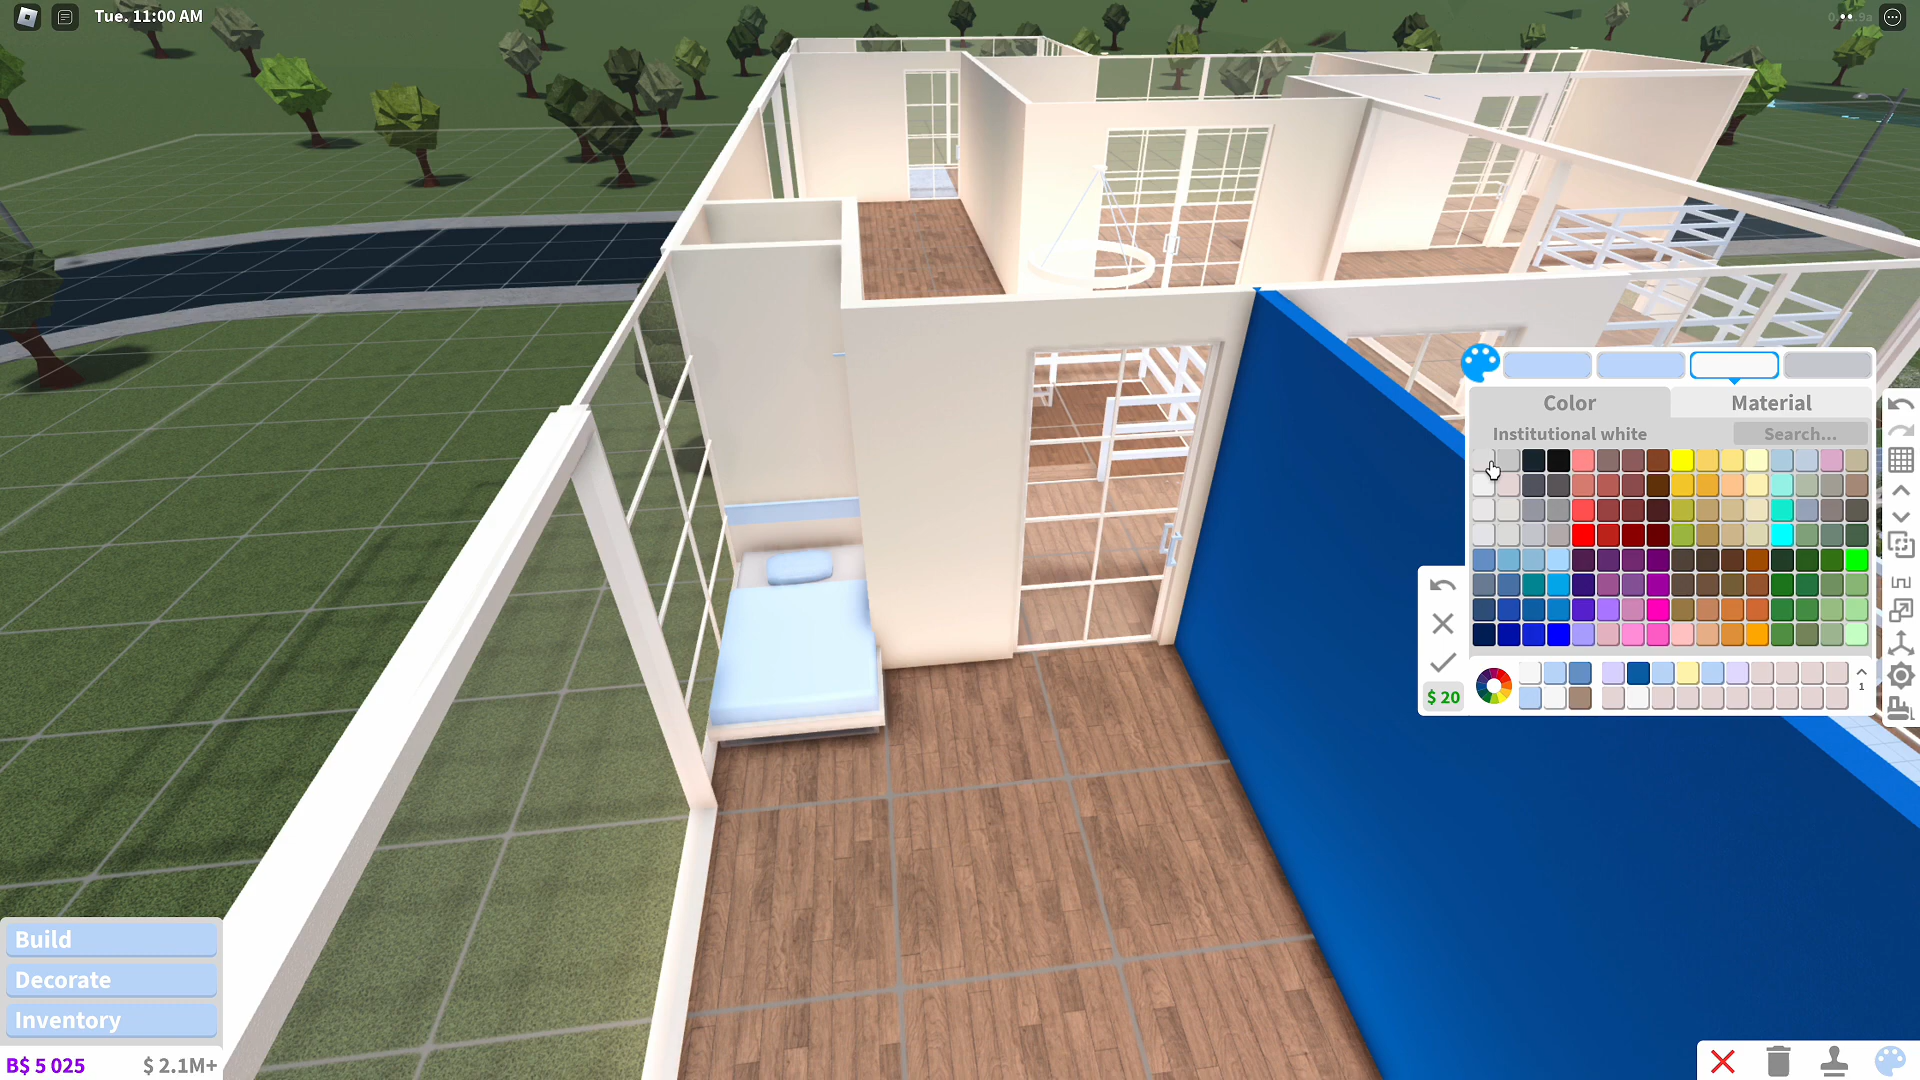 Tue. 11:00 AM
Color
Material
Institutional white
Search...
$ 20
1
Build
Decorate
Inventory
B$ 5 025
$ 2.1M+